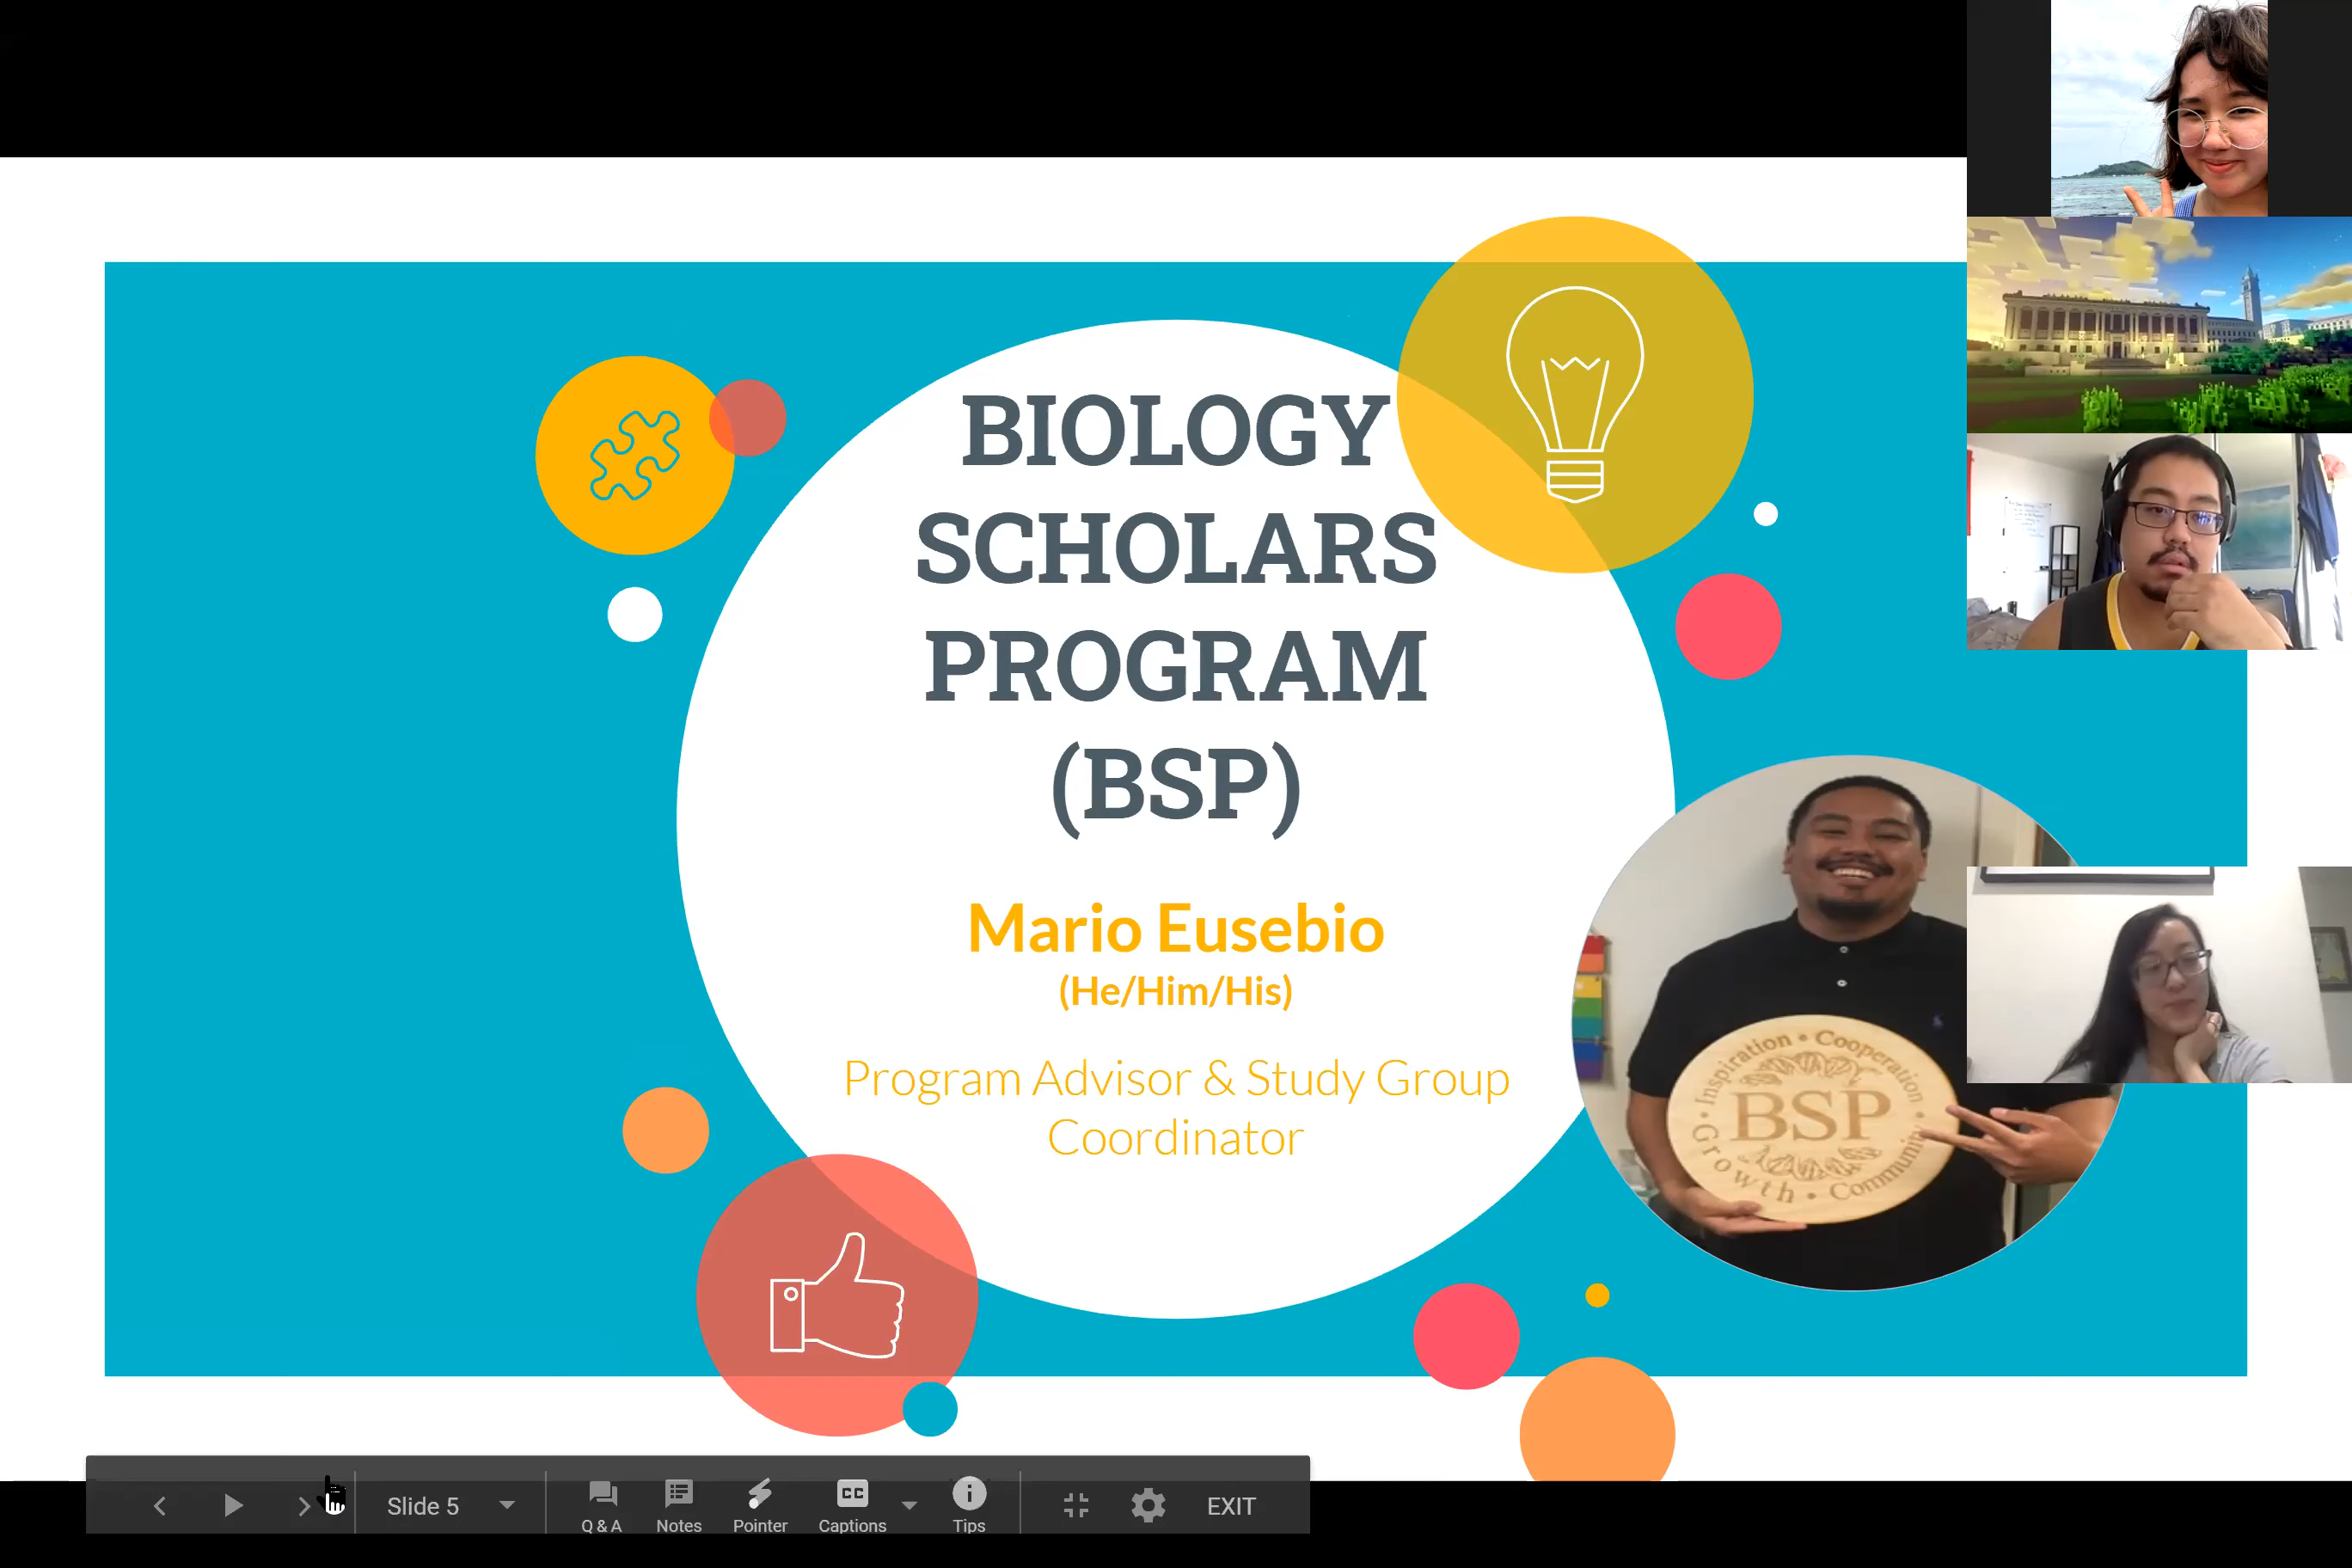 BIOLOGY
SCHOLARS
PROGRAM
(BSP)
Mario Eusebio
(He/Him/His)
Program Advisor & Study Group
Coordinator
• Inspiration • Cooperation •
BSP
Growth • Community
Slide 5
Q & A
Notes
Pointer
CC
Captions
Tips
EXIT